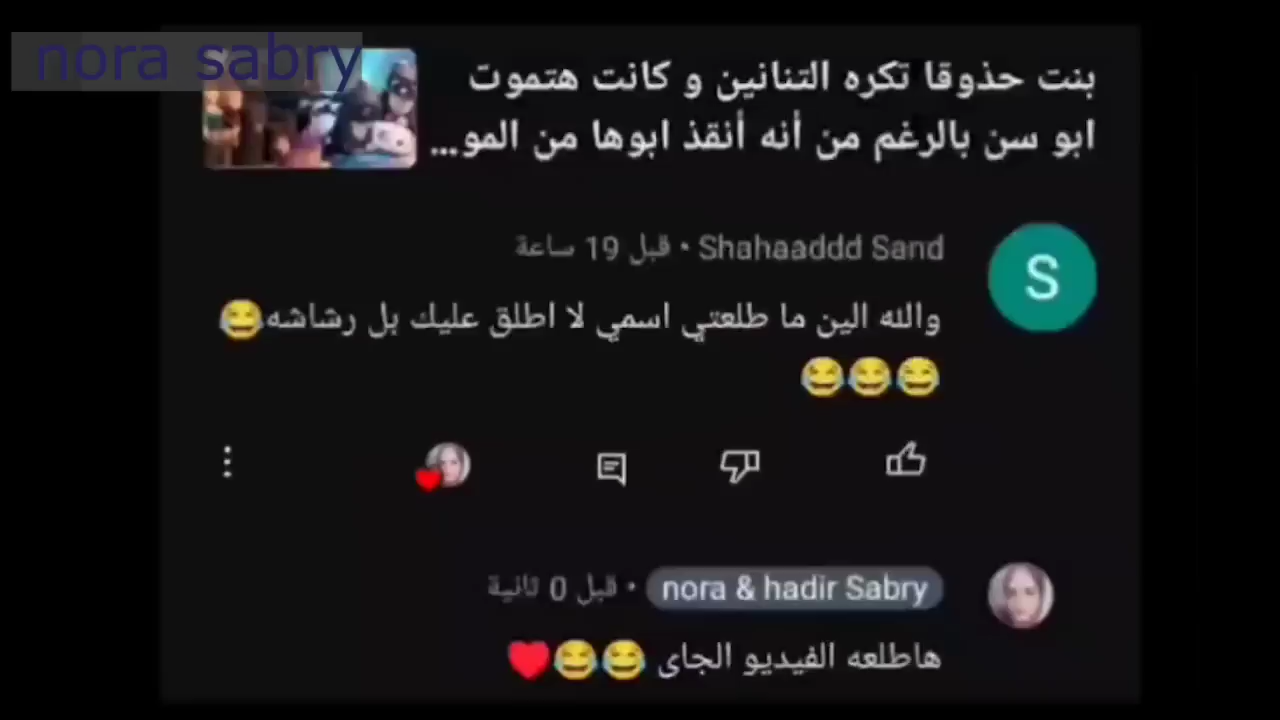 nora sabry
بنت حذوقا تكره التنانين و كانت هتموت
ابو سن بالرغم من أنه أنقذ ابوها من المو...
Shahaaddd Sand • قبل 19 ساعة
S
والله الين ما طلعتي اسمي لا اطلق عليك بل رشاشه😂
😂😂😂
nora & hadir Sabry • قبل 0 ثانية
هاطلعه الفيديو الجاى 😂😂❤️